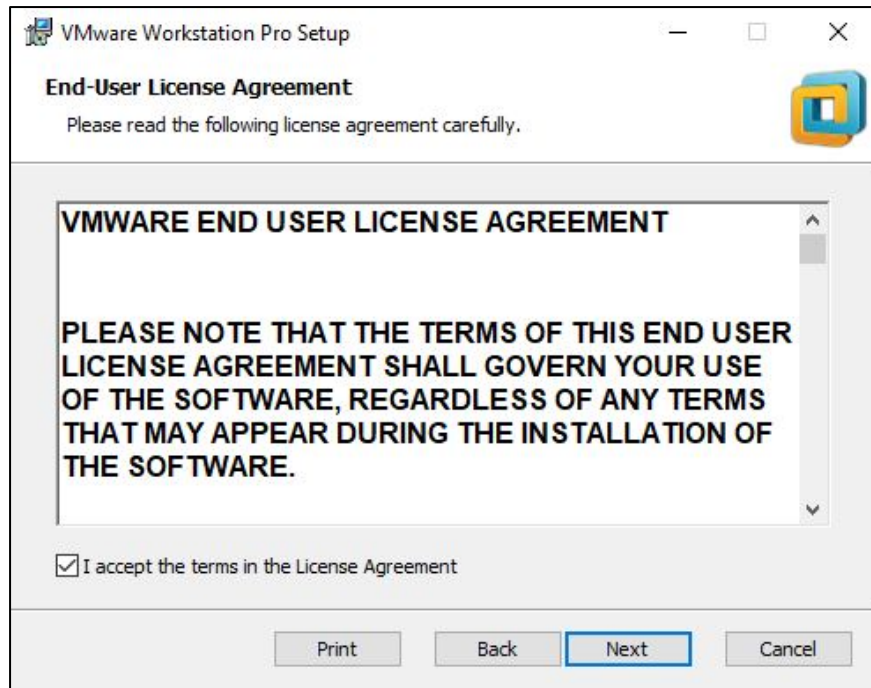 VMware Workstation Pro Setup
End-User License Agreement
Please read the following license agreement carefully.
VMWARE END USER LICENSE AGREEMENT
PLEASE NOTE THAT THE TERMS OF THIS END USER
LICENSE AGREEMENT SHALL GOVERN YOUR USE
OF THE SOFTWARE, REGARDLESS OF ANY TERMS
THAT MAY APPEAR DURING THE INSTALLATION OF
THE SOFTWARE.
I accept the terms in the License Agreement
Print Back Next Cancel